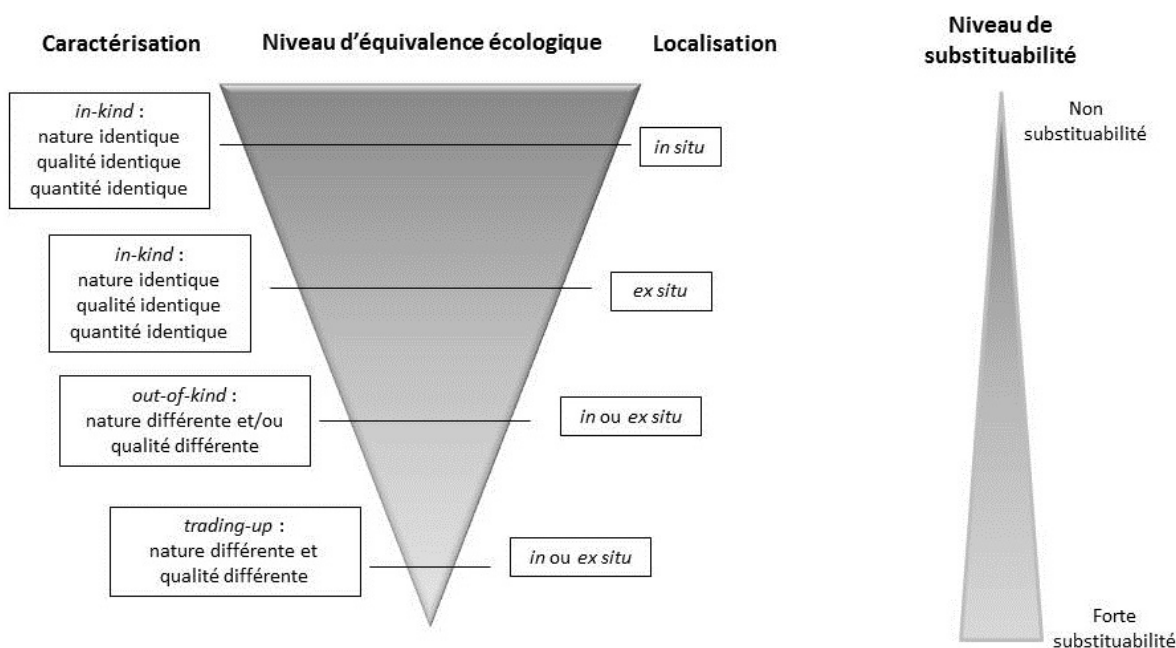 Caractérisation
Niveau d'équivalence écologique
Localisation
Niveau de
substituabilité
in-kind :
nature identique
qualité identique
quantité identique
in situ
Non
substituabilité
in-kind :
nature identique
qualité identique
quantité identique
ex situ
out-of-kind :
nature différente et/ou
qualité différente
in ou ex situ
trading-up :
nature différente et
qualité différente
in ou ex situ
Forte
substituabilité